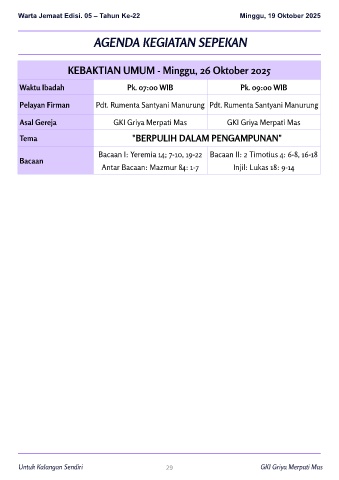 Warta Jemaat Edisi. 05 – Tahun Ke-22 Minggu, 19 Oktober 2025
AGENDA KEGIATAN SEPEKAN
KEBAKTIAN UMUM - Minggu, 26 Oktober 2025
Waktu Ibadah Pk. 07:00 WIB Pk. 09:00 WIB
Pelayan Firman Pdt. Rumenta Santyani Manurung Pdt. Rumenta Santyani Manurung
Asal Gereja GKI Griya Merpati Mas GKI Griya Merpati Mas
Tema "BERPULIH DALAM PENGAMPUNAN"
Bacaan Bacaan I: Yeremia 14; 7-10, 19-22 Bacaan II: 2 Timotius 4: 6-8, 16-18
Antar Bacaan: Mazmur 84: 1-7 Injil: Lukas 18: 9-14
Untuk Kalangan Sendiri 29 GKI Griya Merpati Mas